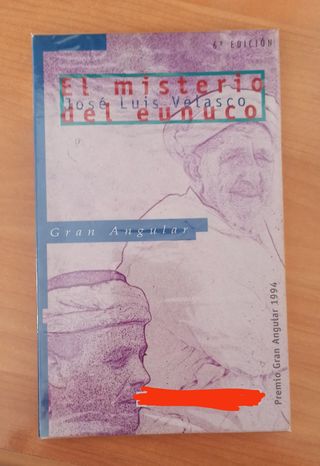 6ª EDICIÓN
El misterio
José Luis Velasco
del eunuco
Gran Angular
Premio Gran Angular 1994